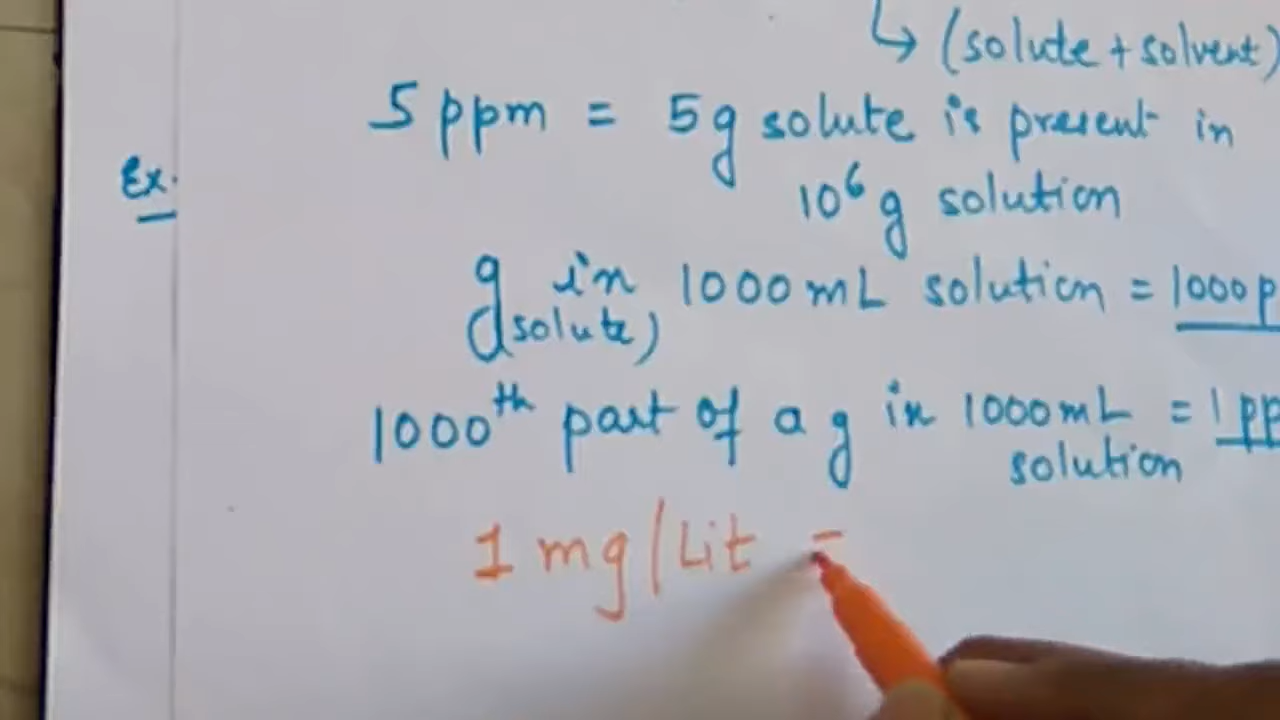 ↳ (solute + solvent)
5 ppm = 5g solute is present in
Ex.
10⁶ g solution
g in 1000 mL solution = 1000 p
(solute)
1000th part of a g in 1000 mL = 1 pp
solution
1 mg/Lit =